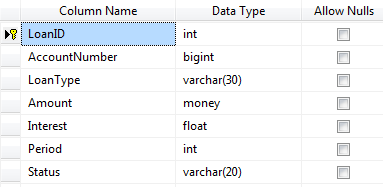 Column Name Data Type Allow Nulls
LoanID int
AccountNumber bigint
LoanType varchar(30)
Amount money
Interest float
Period int
Status varchar(20)